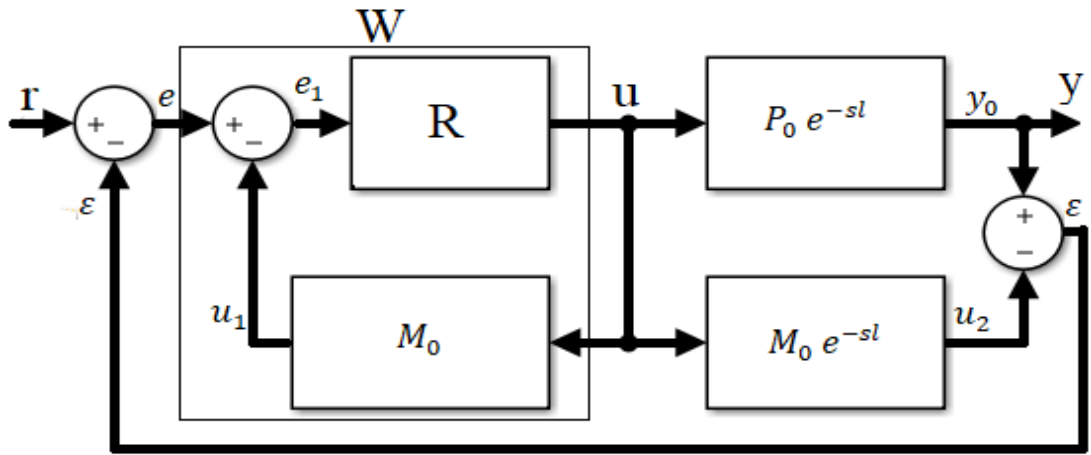 W
r
+
−
e
+
−
e₁
R
u
P₀ e⁻ˢˡ
y₀
y
ε
+
−
ε
u₁
M₀
M₀ e⁻ˢˡ
u₂